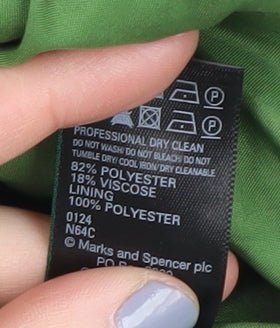 P
P
PROFESSIONAL DRY CLEAN
DO NOT WASH/ DO NOT BLEACH/ DO NOT
TUMBLE DRY/ COOL IRON/ DRY CLEANABLE
82% POLYESTER
18% VISCOSE
LINING
100% POLYESTER
0124
N64C
© Marks and Spencer plc
PO